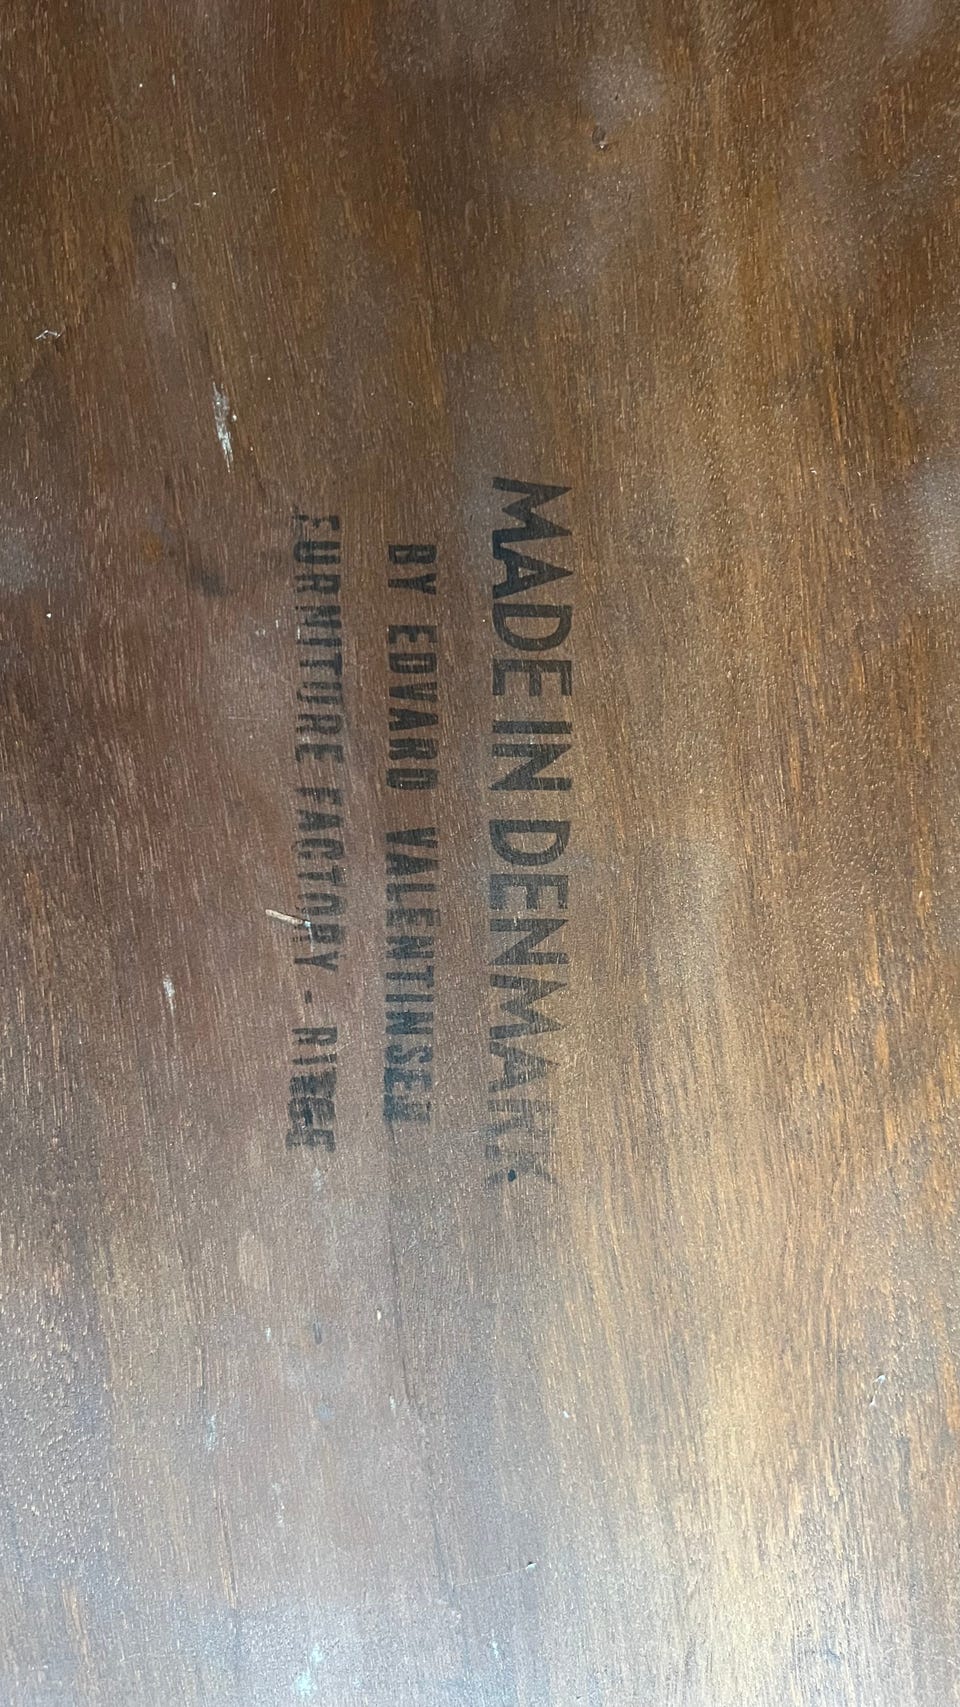 MADE IN DENMARK
BY EDVARD VALENTINSEN
FURNITURE FACTORY -